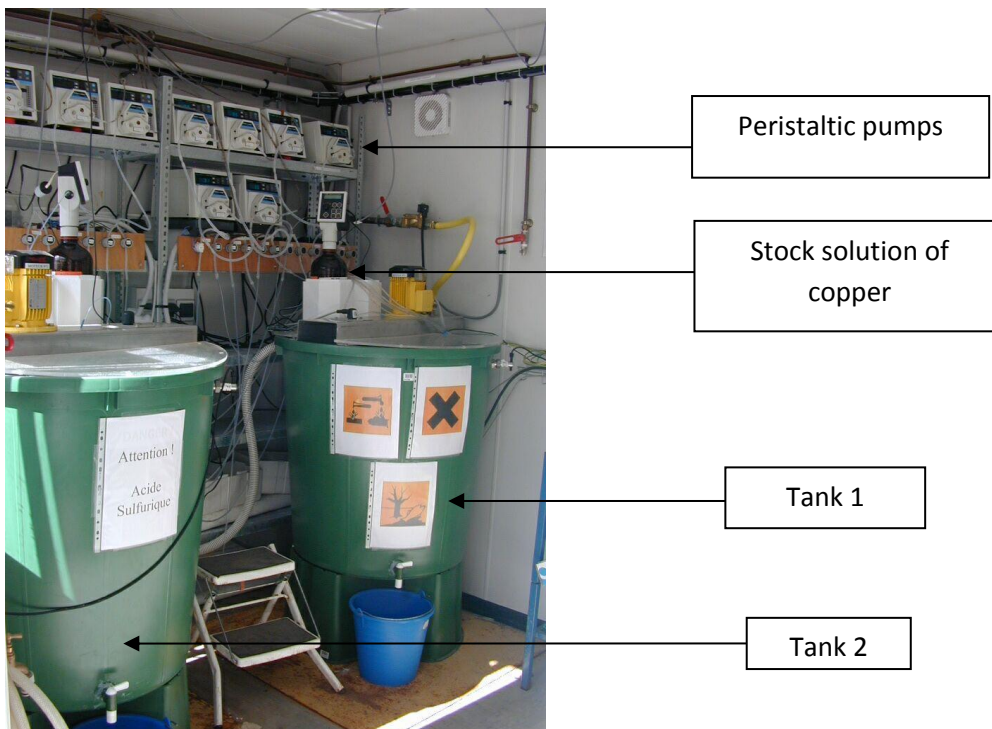 Peristaltic pumps
Stock solution of
copper
Attention !
Acide
Sulfurique
Tank 1
Tank 2